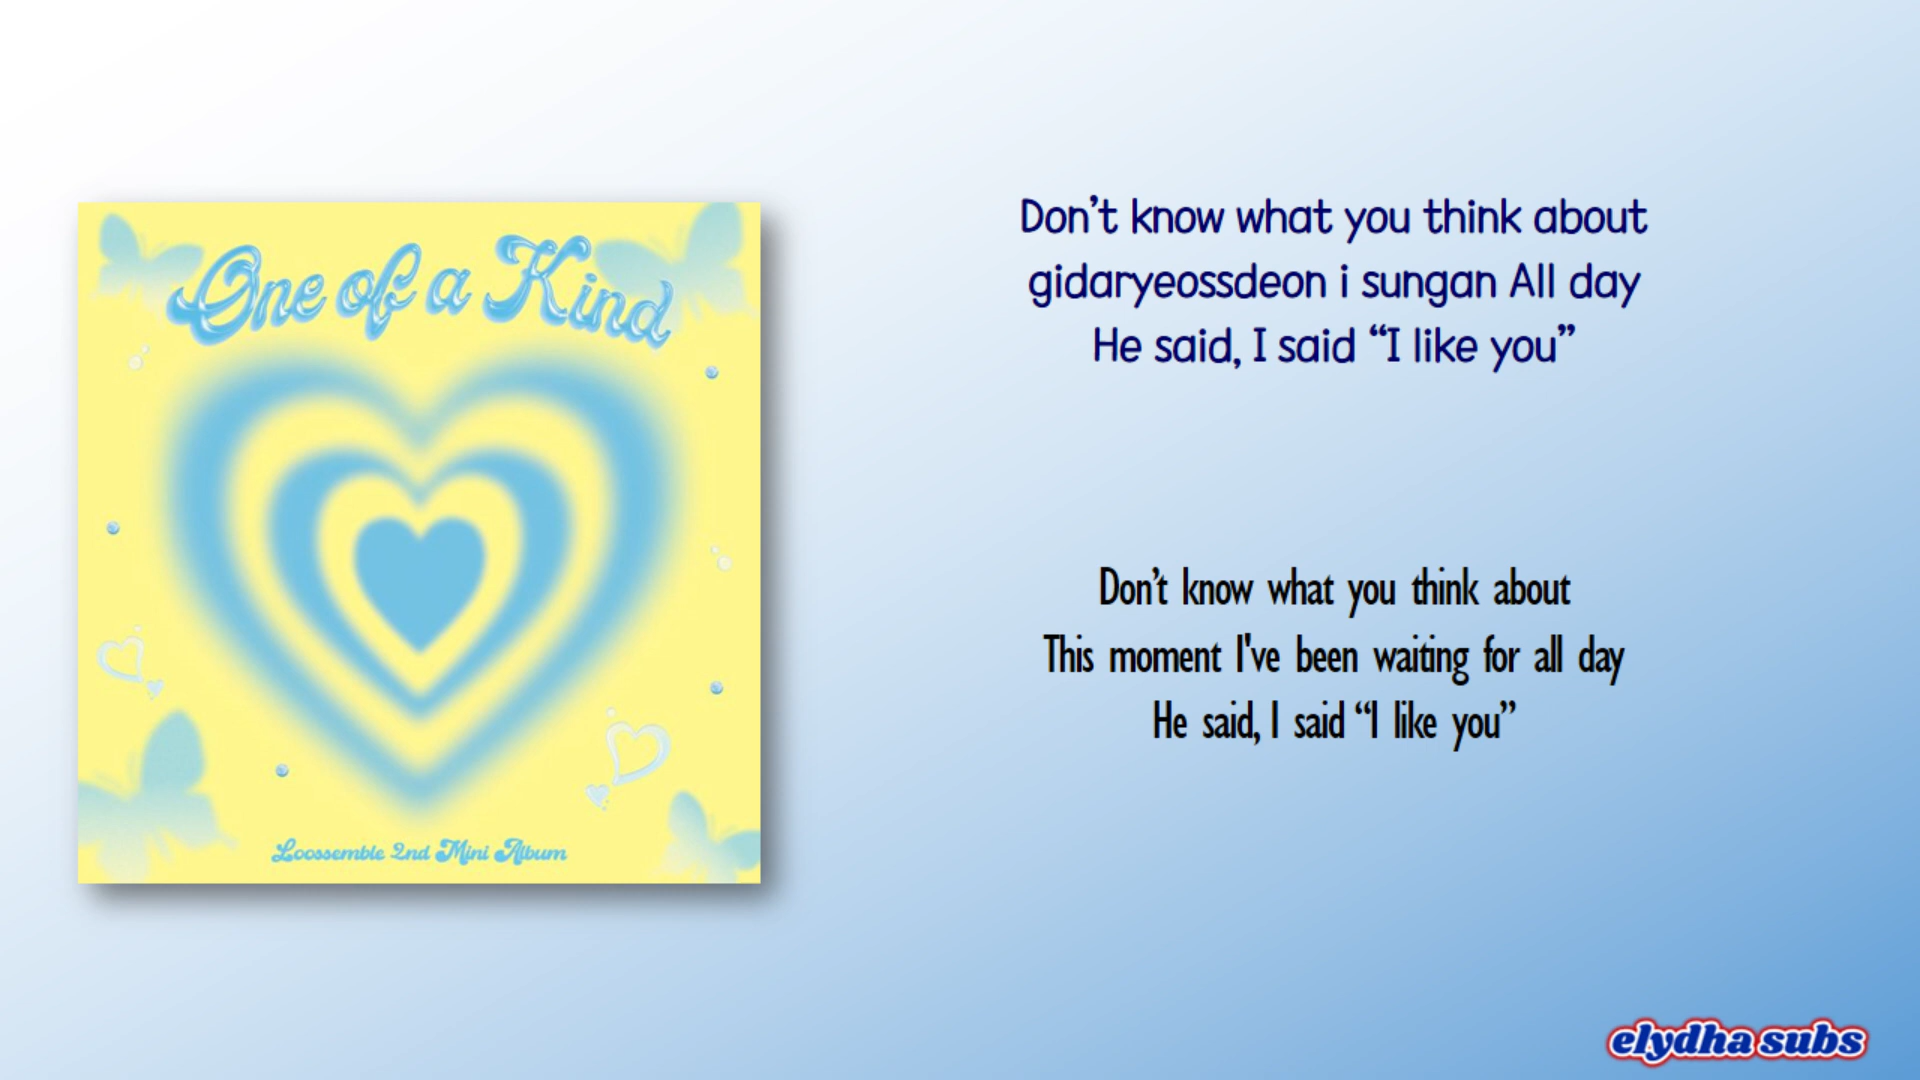 One of a Kind
Loossemble 2nd Mini Album
Don’t know what you think about
gidaryeossdeon i sungan All day
He said, I said “I like you”
Don’t know what you think about
This moment I've been waiting for all day
He said, I said “I like you”
elydha subs